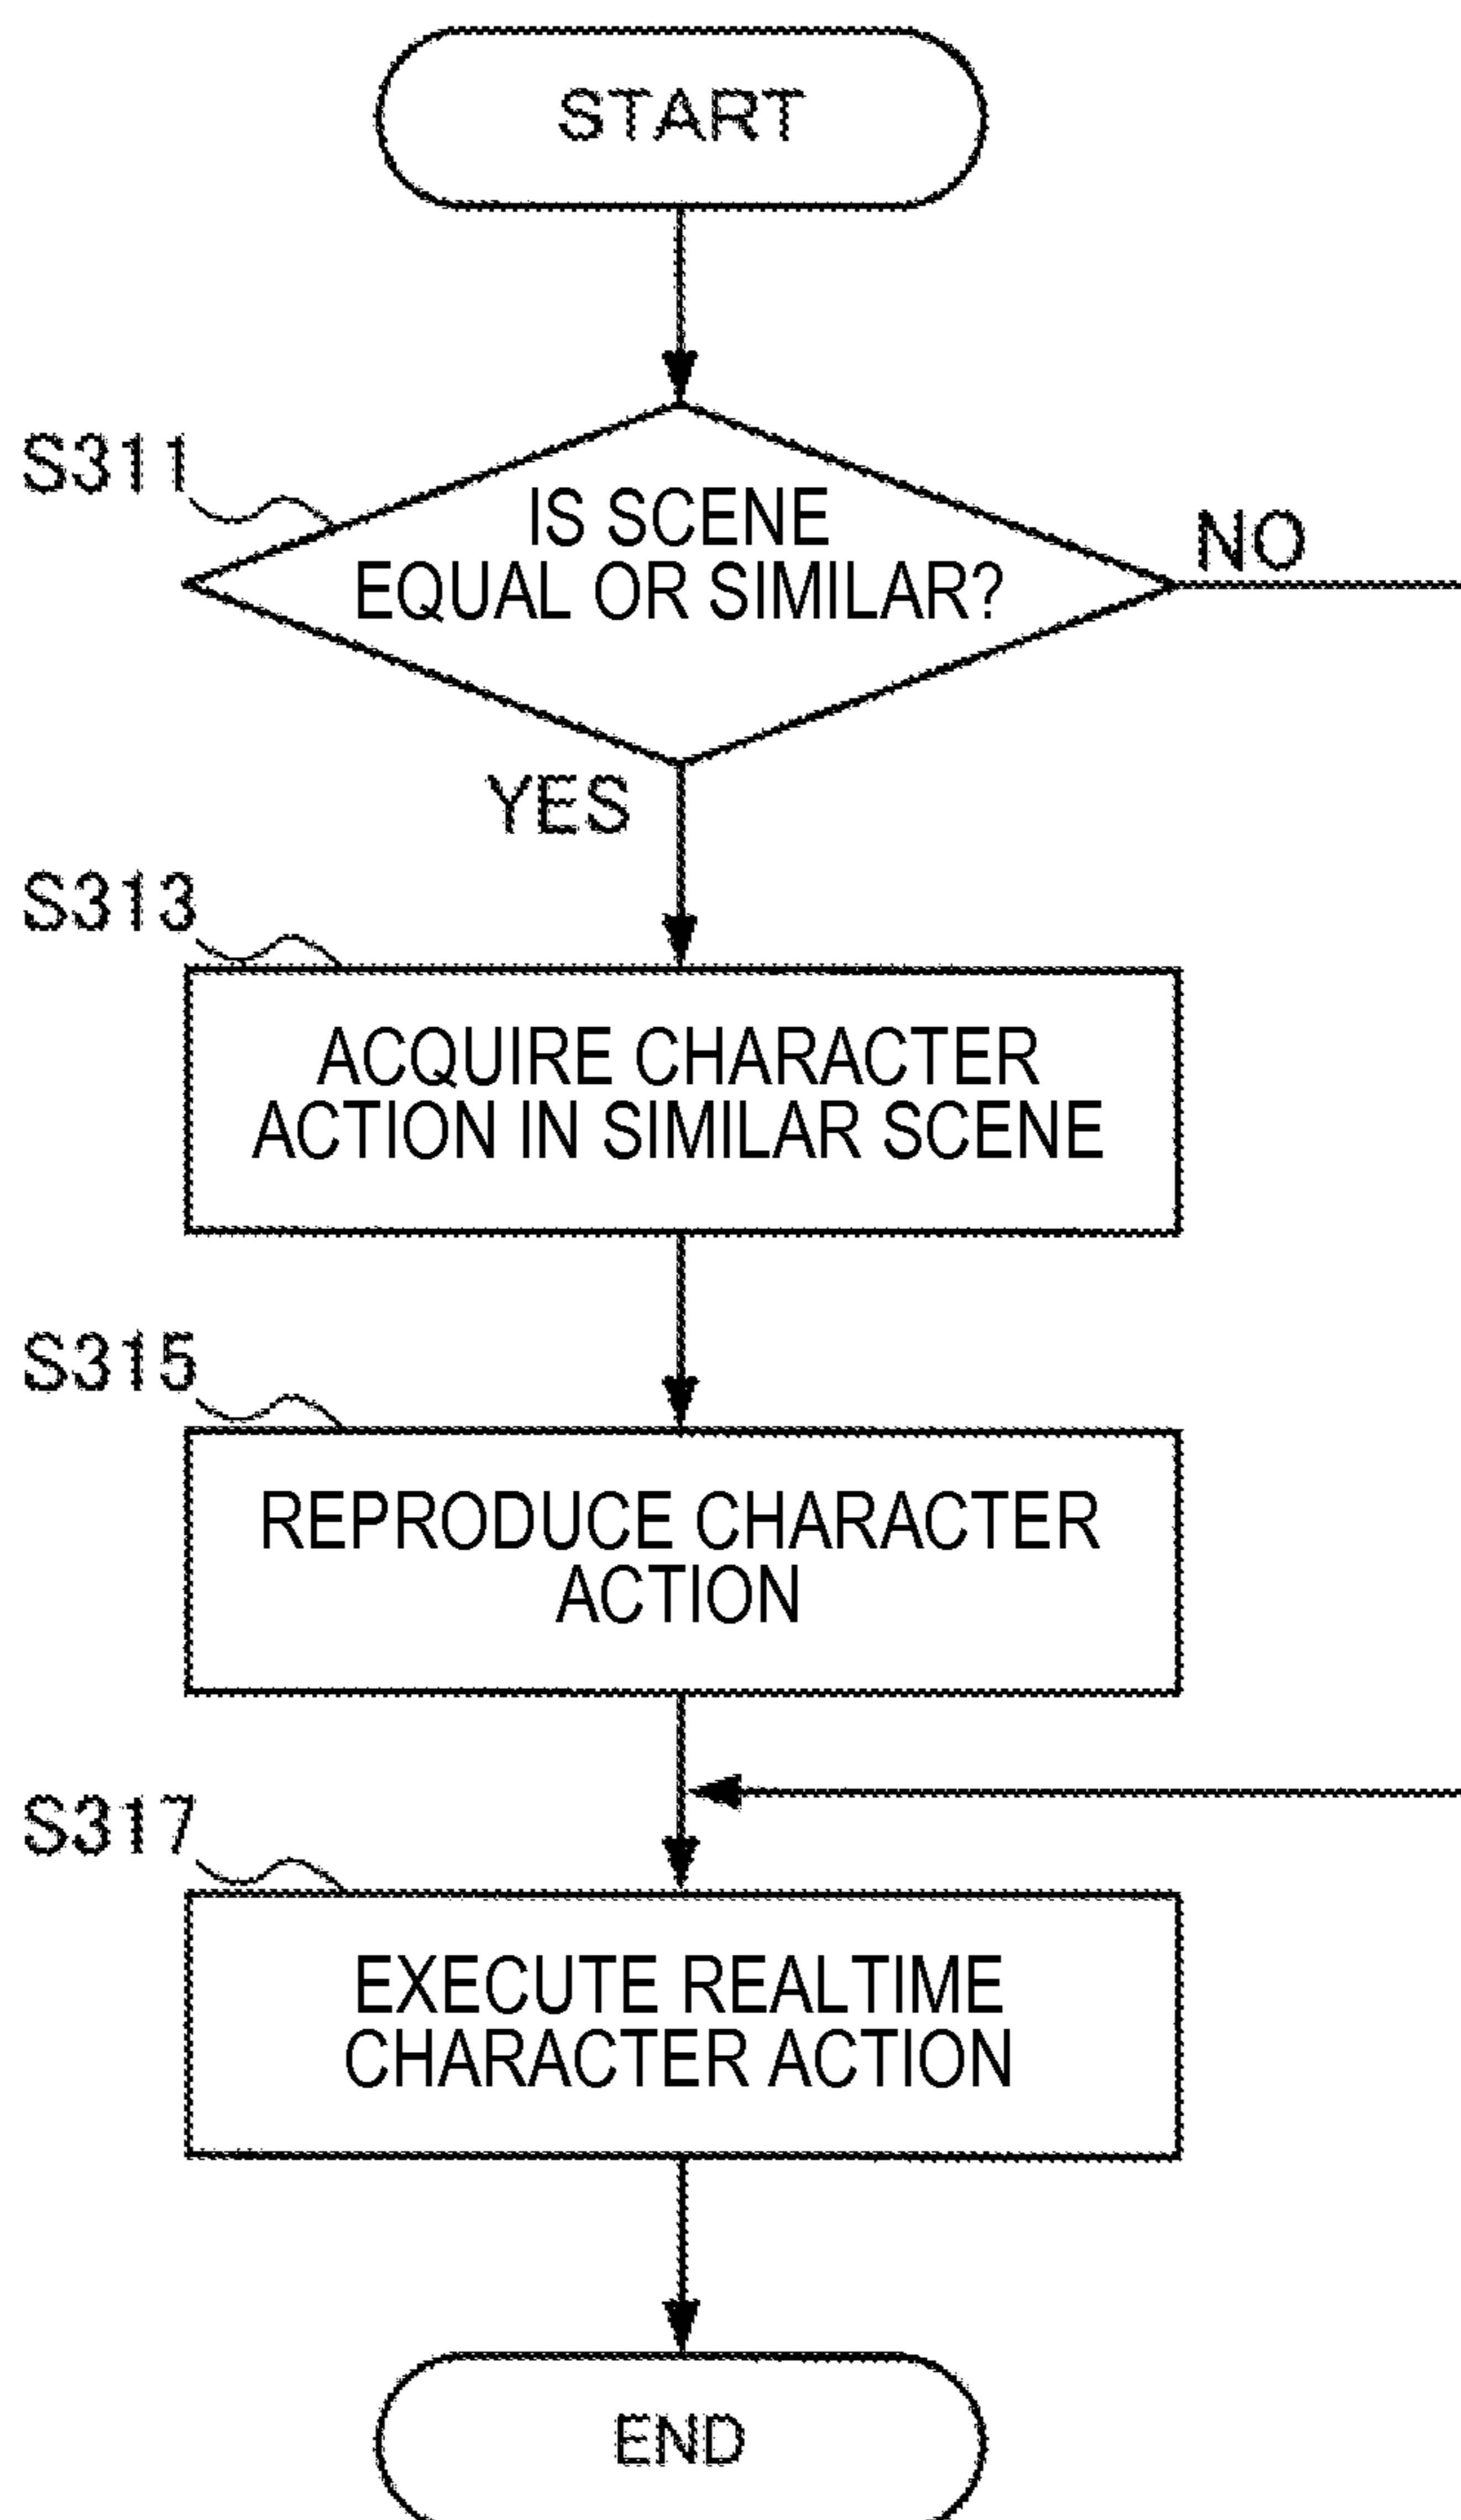 START
S311
IS SCENE
EQUAL OR SIMILAR?
NO
YES
S313
ACQUIRE CHARACTER
ACTION IN SIMILAR SCENE
S315
REPRODUCE CHARACTER
ACTION
S317
EXECUTE REALTIME
CHARACTER ACTION
END